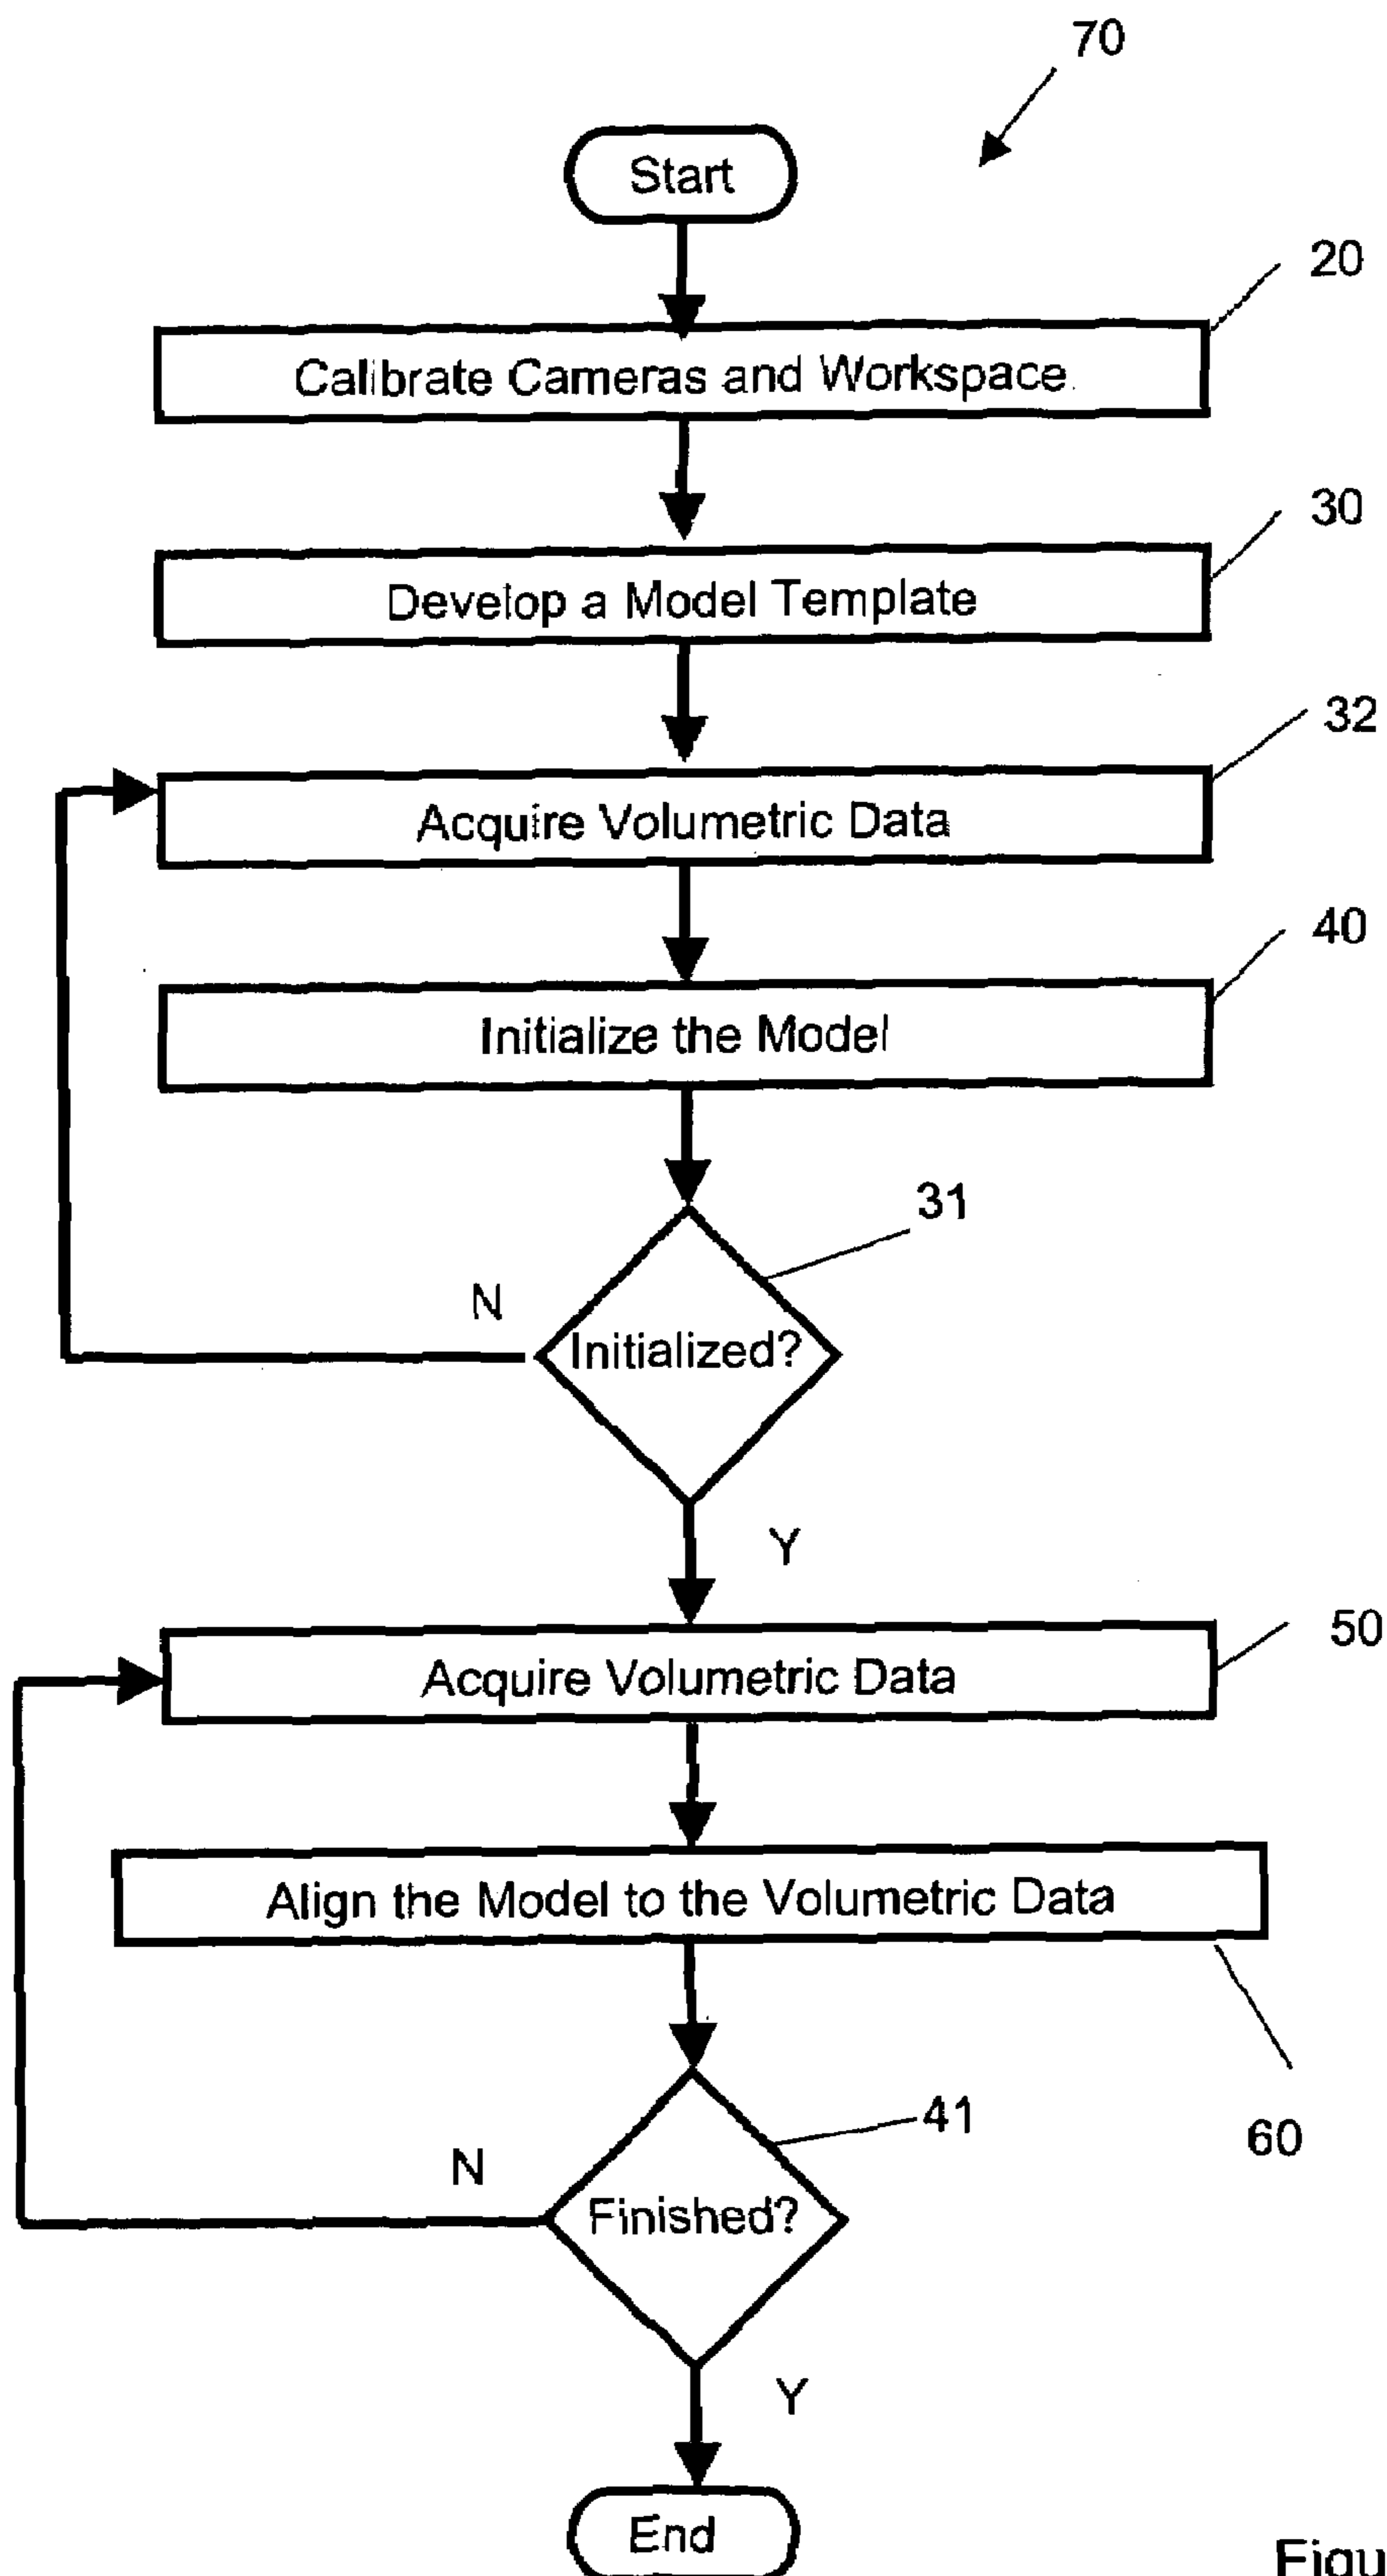 70
Start
20
Calibrate Cameras and Workspace
30
Develop a Model Template
32
Acquire Volumetric Data
40
Initialize the Model
31
N
Initialized?
Y
50
Acquire Volumetric Data
Align the Model to the Volumetric Data
41
60
N
Finished?
Y
End